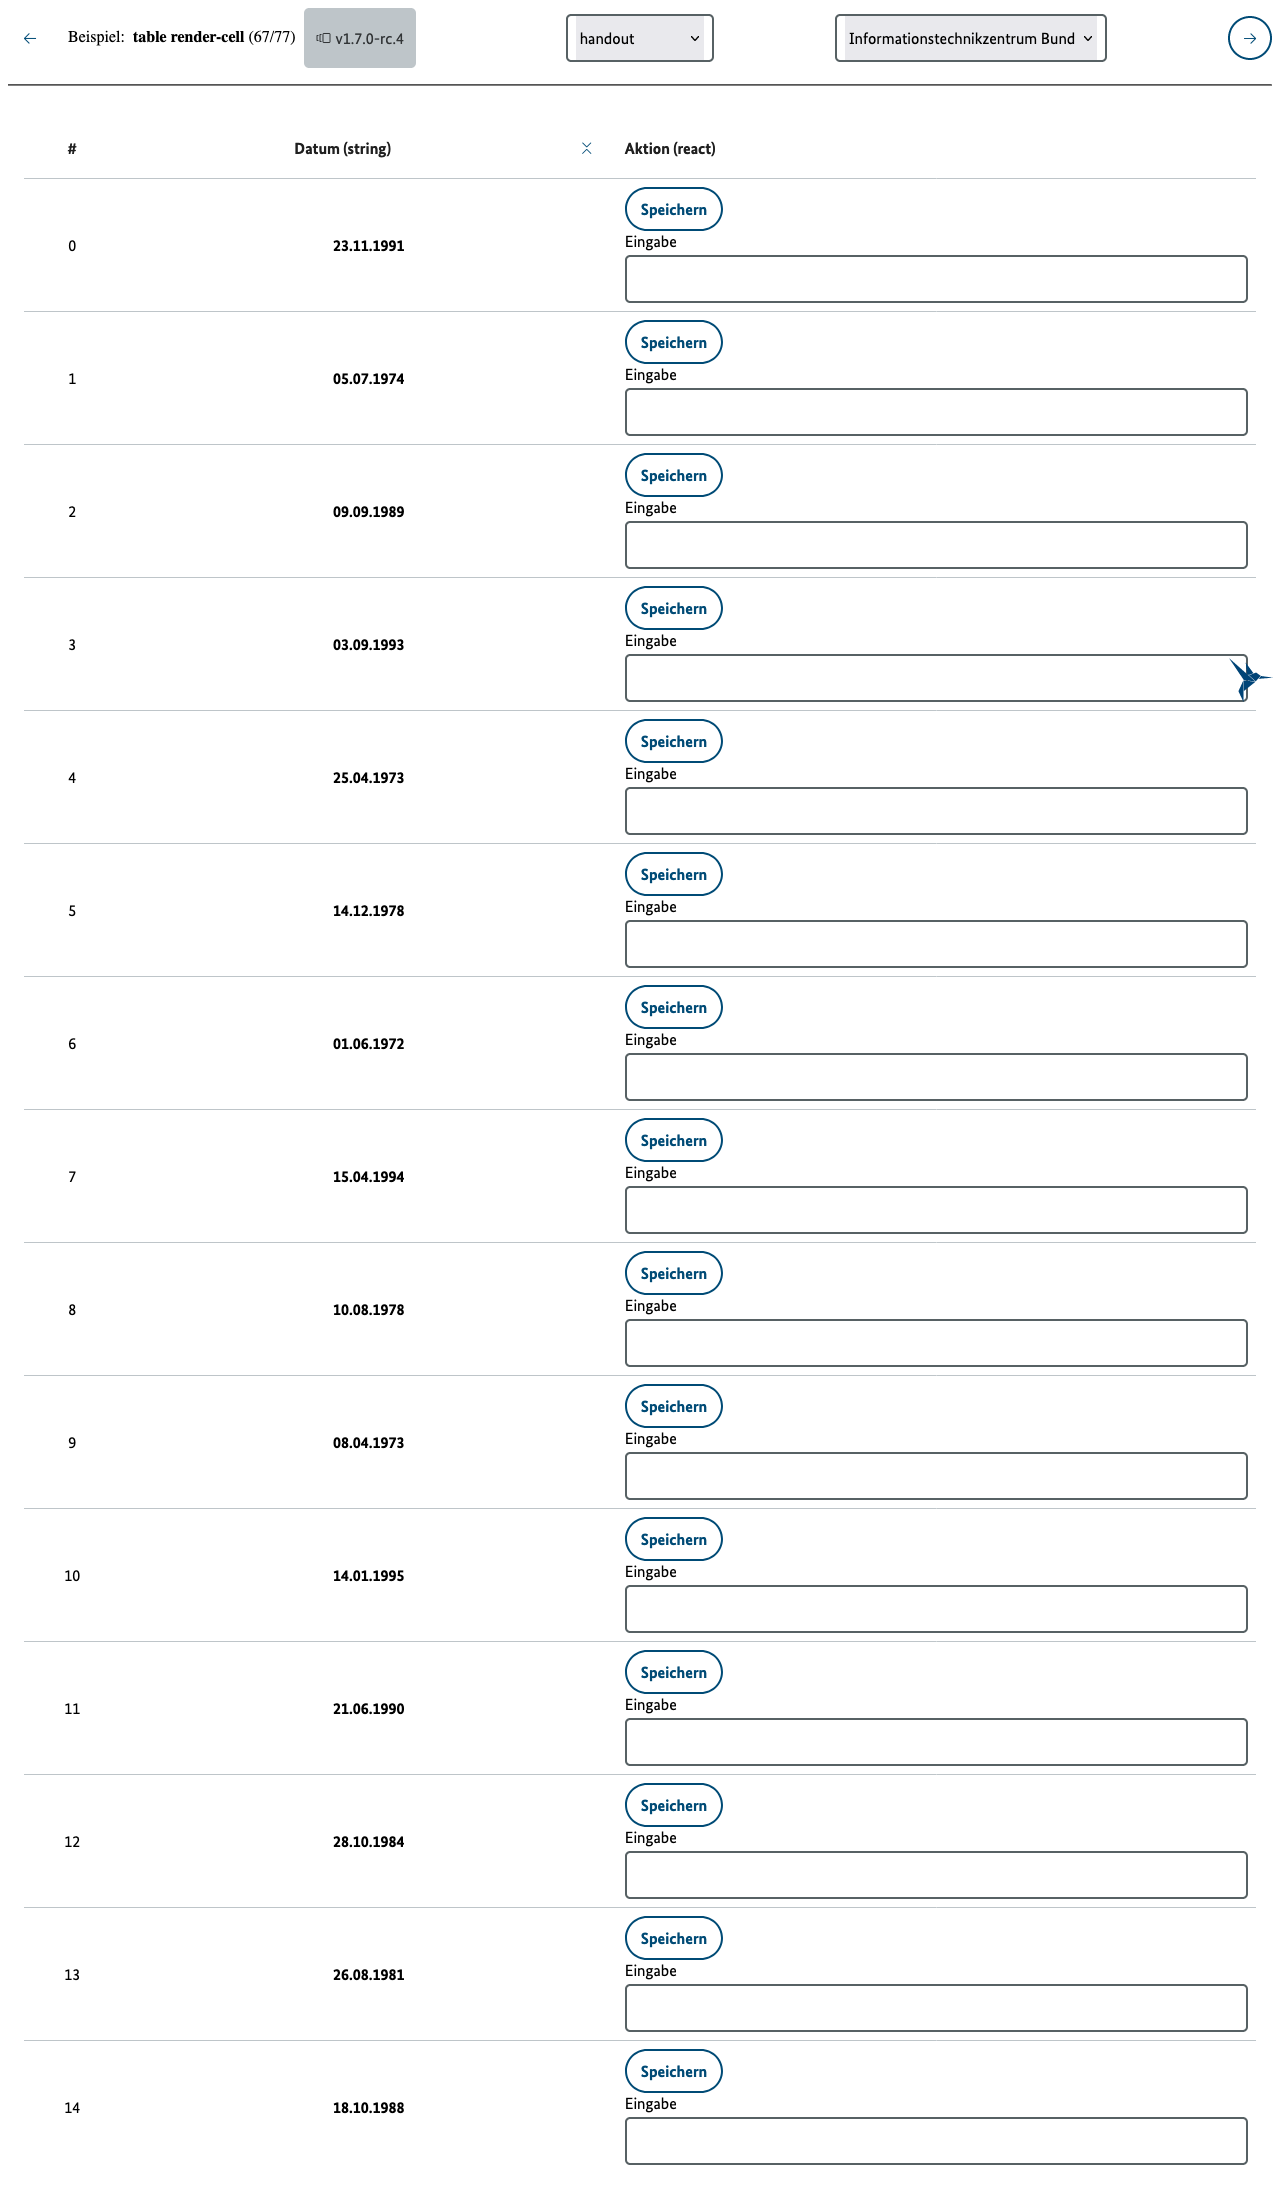 Beispiel: table render-cell (67/77) v1.7.0-rc.4 handout Informationstechnikzentrum Bund
# Datum (string) Aktion (react)
Speichern
0 23.11.1991 Eingabe
Speichern
1 05.07.1974 Eingabe
Speichern
2 09.09.1989 Eingabe
Speichern
3 03.09.1993 Eingabe
Speichern
4 25.04.1973 Eingabe
Speichern
5 14.12.1978 Eingabe
Speichern
6 01.06.1972 Eingabe
Speichern
7 15.04.1994 Eingabe
Speichern
8 10.08.1978 Eingabe
Speichern
9 08.04.1973 Eingabe
Speichern
10 14.01.1995 Eingabe
Speichern
11 21.06.1990 Eingabe
Speichern
12 28.10.1984 Eingabe
Speichern
13 26.08.1981 Eingabe
Speichern
14 18.10.1988 Eingabe